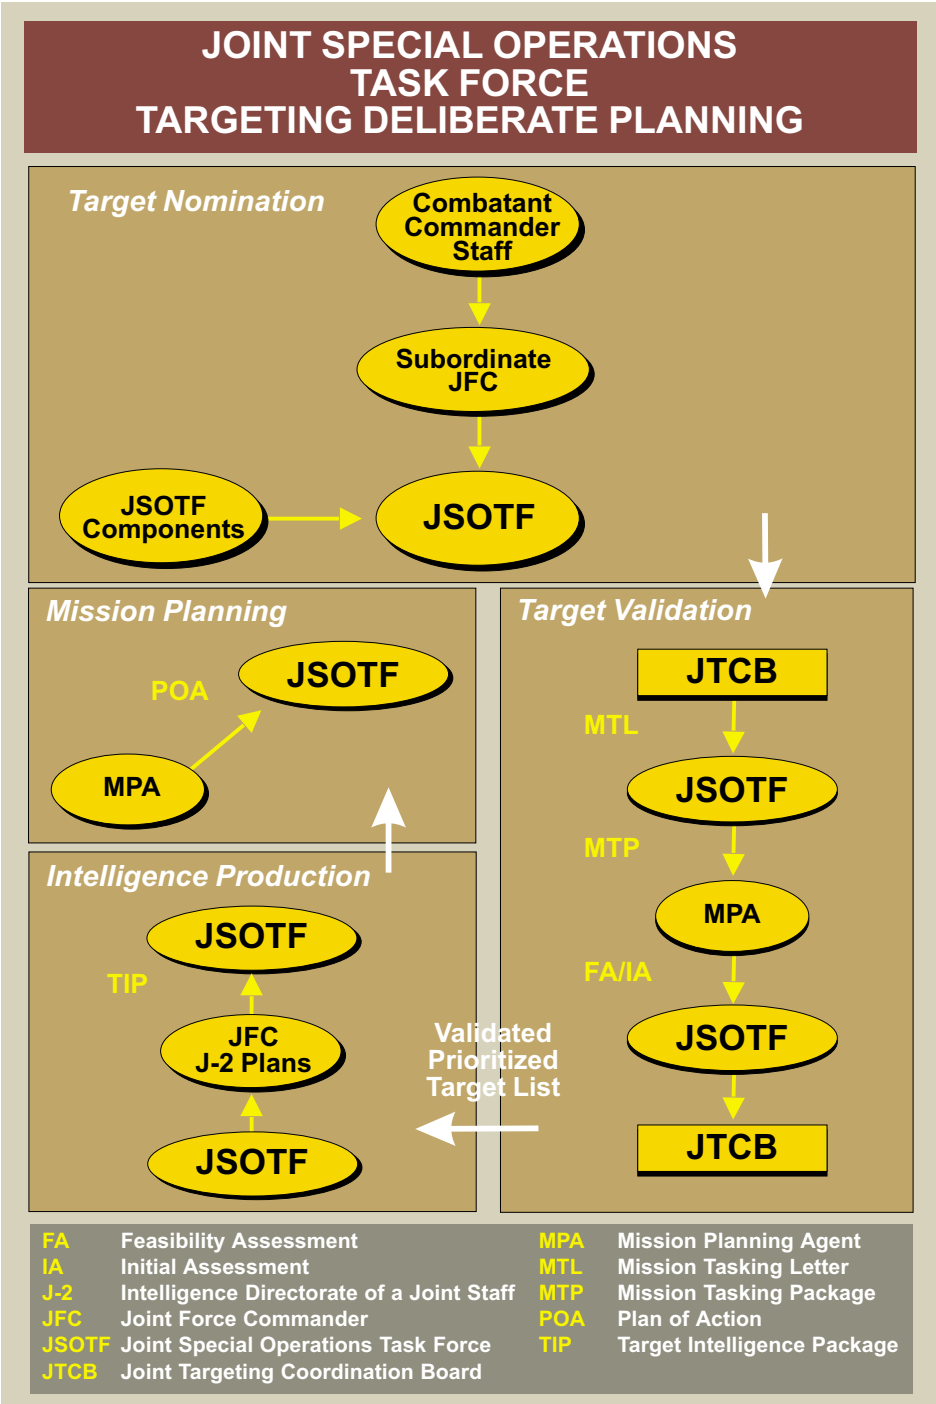 JOINT SPECIAL OPERATIONS
TASK FORCE
TARGETING DELIBERATE PLANNING
Target Nomination
Combatant
Commander
Staff
Subordinate
JFC
JSOTF
Components
JSOTF
Mission Planning
JSOTF
POA
MPA
Target Validation
JTCB
MTL
JSOTF
MTP
MPA
FA/IA
JSOTF
JTCB
Validated
Prioritized
Target List
Intelligence Production
JSOTF
TIP
JFC
J-2 Plans
JSOTF
FA Feasibility Assessment
IA Initial Assessment
J-2 Intelligence Directorate of a Joint Staff
JFC Joint Force Commander
JSOTF Joint Special Operations Task Force
JTCB Joint Targeting Coordination Board
MPA Mission Planning Agent
MTL Mission Tasking Letter
MTP Mission Tasking Package
POA Plan of Action
TIP Target Intelligence Package